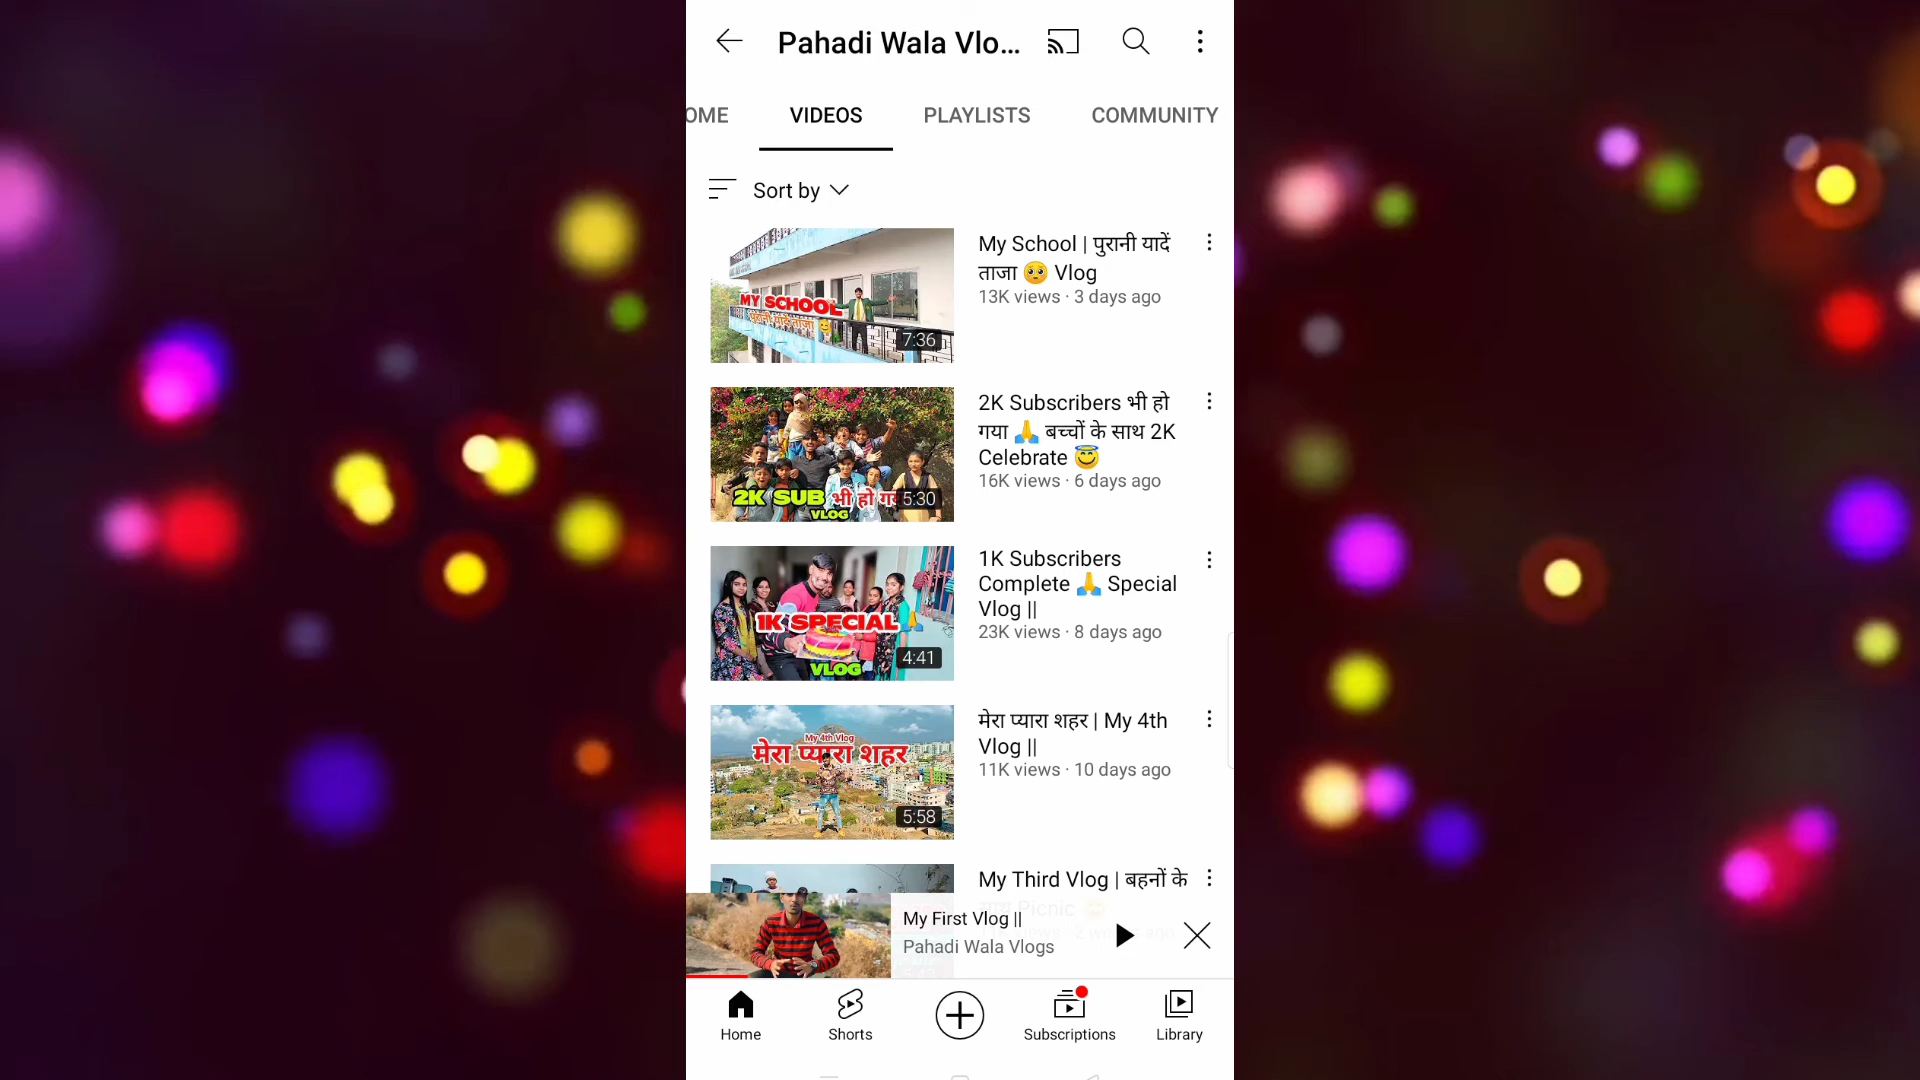 Pahadi Wala Vlo...
OME
VIDEOS
PLAYLISTS
COMMUNITY
Sort by
MY SCHOOL
पुरानी यादें ताजा
7:36
My School | पुरानी यादें
ताजा 🥺 Vlog
13K views · 3 days ago
2K SUB भी हो
VLOG
5:30
2K Subscribers भी हो
गया 🙏 बच्चों के साथ 2K
Celebrate 😇
16K views · 6 days ago
1K SPECIAL 🙏
VLOG
4:41
1K Subscribers
Complete 🙏 Special
Vlog ||
23K views · 8 days ago
My 4th Vlog
मेरा प्यारा शहर
5:58
मेरा प्यारा शहर | My 4th
Vlog ||
11K views · 10 days ago
My Third Vlog | बहनों के
साथ Picnic
My First Vlog ||
Pahadi Wala Vlogs
Home
Shorts
Subscriptions
Library